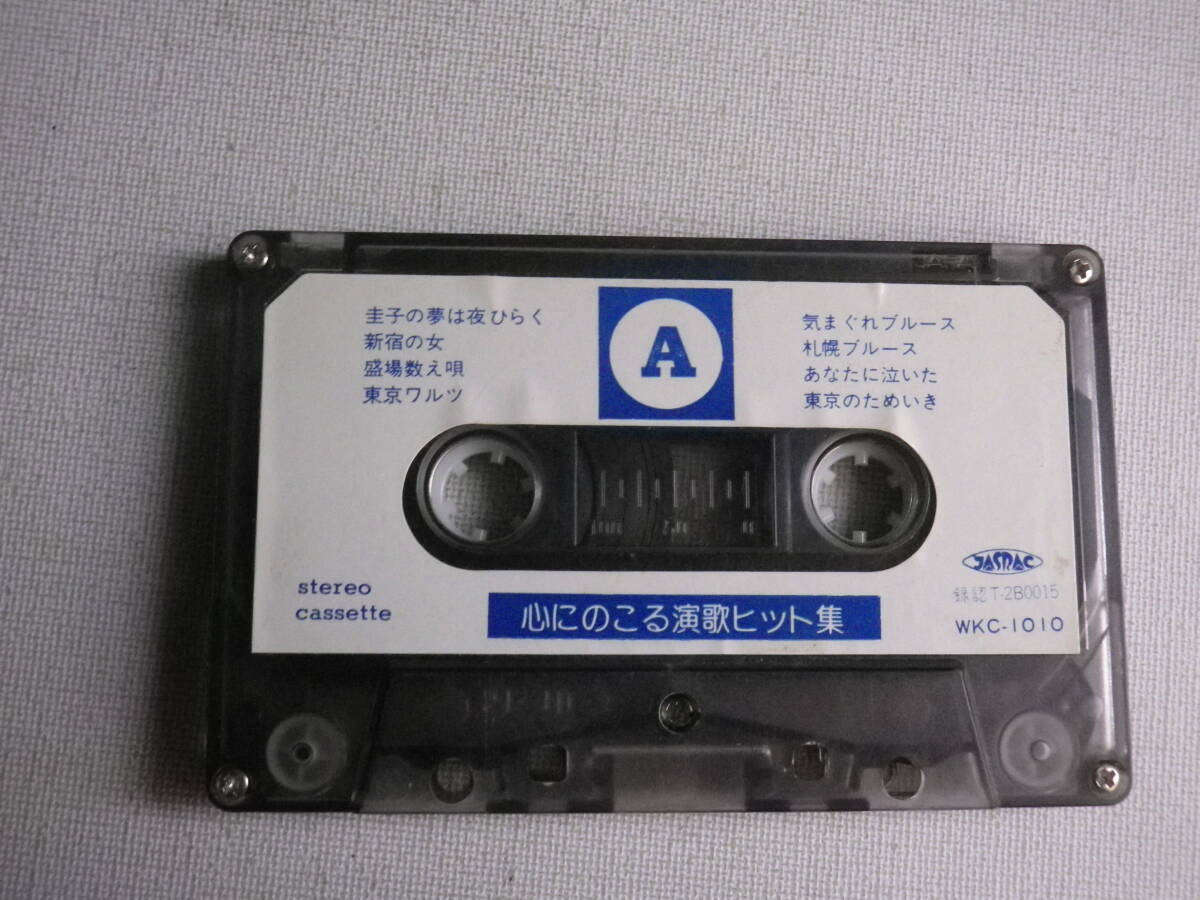 圭子の夢は夜ひらく
新宿の女
盛場数え唄
東京ワルツ
A
気まぐれブルース
札幌ブルース
あなたに泣いた
東京のためいき
stereo
cassette
心にのこる演歌ヒット集
JASRAC
録認T-2B0015
WKC-1010